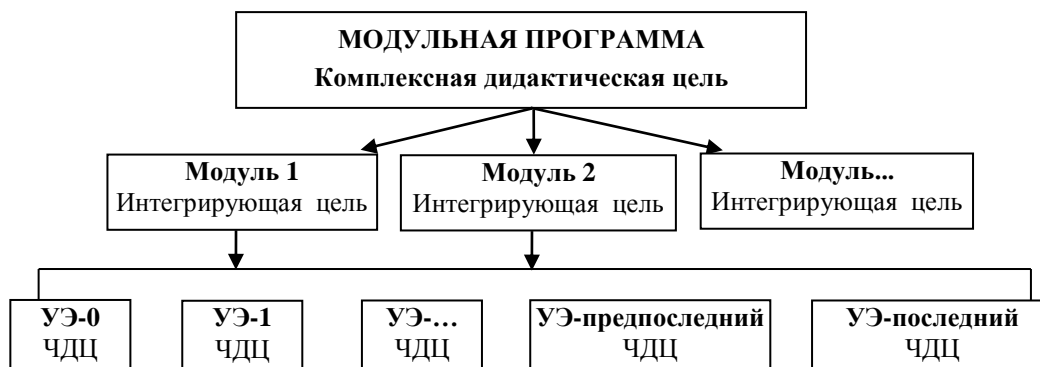 МОДУЛЬНАЯ ПРОГРАММА
Комплексная дидактическая цель
Модуль 1
Интегрирующая цель
Модуль 2
Интегрирующая цель
Модуль...
Интегрирующая цель
УЭ-0
ЧДЦ
УЭ-1
ЧДЦ
УЭ-…
ЧДЦ
УЭ-предпоследний
ЧДЦ
УЭ-последний
ЧДЦ